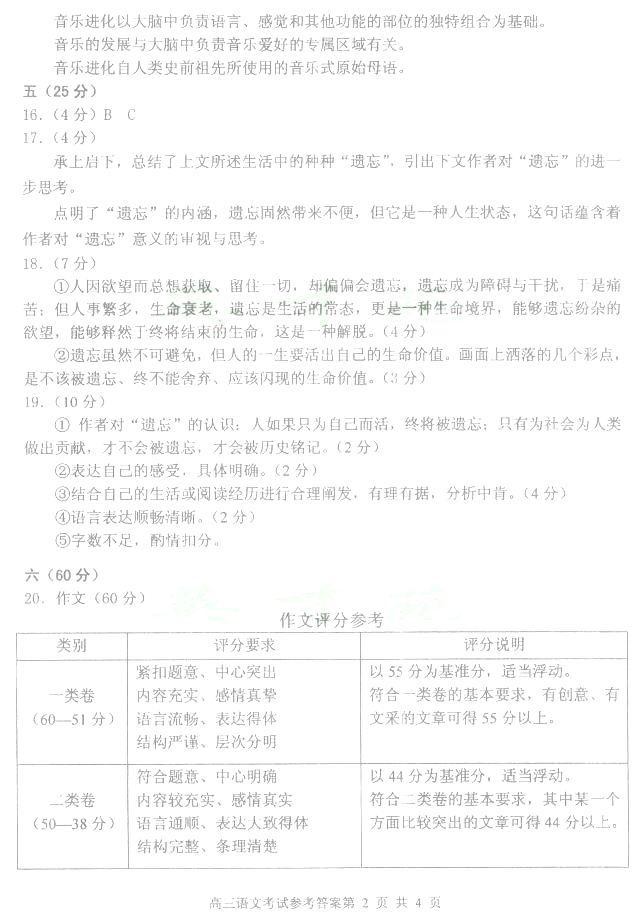 音乐进化以大脑中负责语言、感觉和其他功能的部位的独特组合为基础。
音乐的发展与大脑中负责音乐爱好的专属区域有关。
音乐进化自人类史前祖先所使用的音乐式原始母语。
五（25 分）
16.（4 分）B C
17.（4 分）
承上启下，总结了上文所述生活中的种种“遗忘”，引出下文作者对“遗忘”的进一
步思考。
点明了“遗忘”的内涵，遗忘固然带来不便，但它是一种人生状态，这句话蕴含着
作者对“遗忘”意义的审视与思考。
18.（7 分）
①人因欲望而总想获取、留住一切，却偏偏会遗忘，遗忘成为障碍与干扰，于是痛
苦；但人事繁多，生命衰老，遗忘是生活的常态，更是一种生命境界，能够遗忘纷杂的
欲望，能够释然于终将结束的生命，这是一种解脱。（4 分）
②遗忘虽然不可避免，但人的一生要活出自己的生命价值。画面上洒落的几个彩点，
是不该被遗忘、终不能舍弃、应该闪现的生命价值。（3 分）
19.（10 分）
① 作者对“遗忘”的认识：人如果只为自己而活，终将被遗忘；只有为社会为人类
做出贡献，才不会被遗忘，才会被历史铭记。（2 分）
②表达自己的感受，具体明确。（2 分）
③结合自己的生活或阅读经历进行合理阐发，有理有据，分析中肯。（4 分）
④语言表达顺畅清晰。（2 分）
⑤字数不足，酌情扣分。
六（60 分）
20. 作文（60 分）
作文评分参考
类别 评分要求 评分说明
一类卷
（60—51 分）
紧扣题意、中心突出
内容充实、感情真挚
语言流畅、表达得体
结构严谨、层次分明
以 55 分为基准分，适当浮动。
符合一类卷的基本要求，有创意、有
文采的文章可得 55 分以上。
二类卷
（50—38 分）
符合题意、中心明确
内容较充实、感情真实
语言通顺、表达大致得体
结构完整、条理清楚
以 44 分为基准分，适当浮动。
符合二类卷的基本要求，其中某一个
方面比较突出的文章可得 44 分以上。
高三语文考试参考答案第 2 页 共 4 页